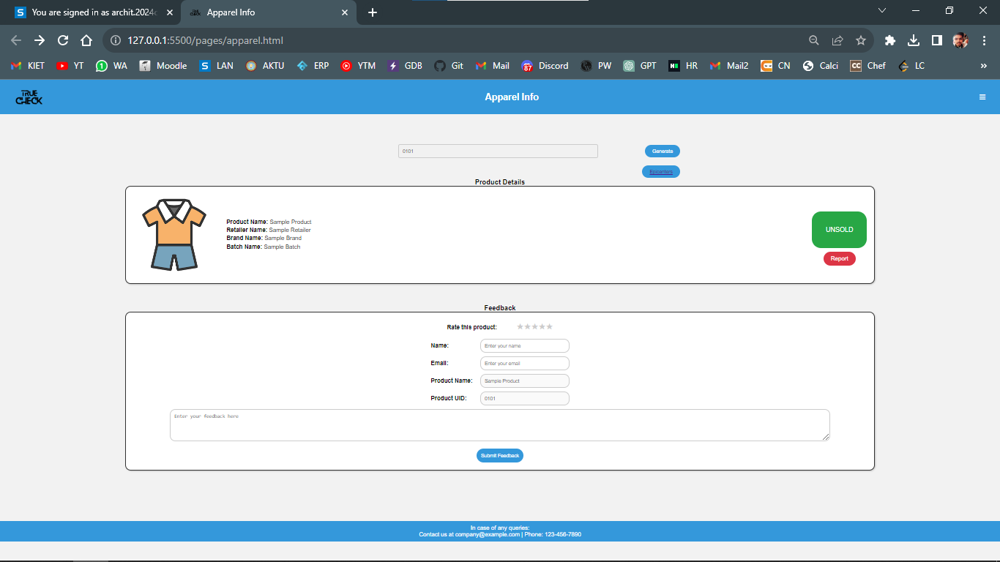 You are signed in as archit.2024c
Apparel Info
127.0.0.1:5500/pages/apparel.html
KIET YT WA Moodle LAN AKTU ERP YTM GDB Git Mail Discord PW GPT HR Mail2 CN Calci Chef LC »
TRUE CHECK
Apparel Info
0101
Generate
Epicenters
Product Details
Product Name: Sample Product
Retailer Name: Sample Retailer
Brand Name: Sample Brand
Batch Name: Sample Batch
UNSOLD
Report
Feedback
Rate this product: ★★★★★
Name: Enter your name
Email: Enter your email
Product Name: Sample Product
Product UID: 0101
Enter your feedback here
Submit Feedback
In case of any queries:
Contact us at company@example.com | Phone: 123-456-7890